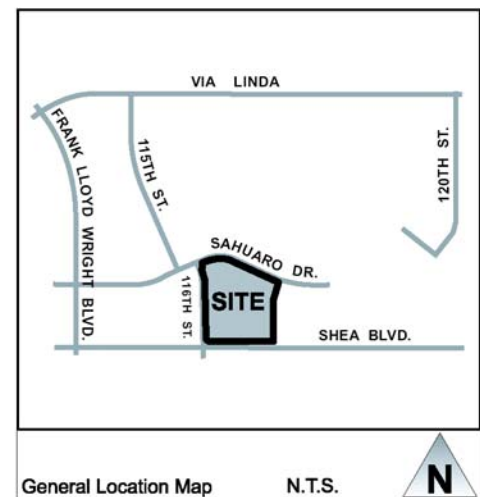 VIA LINDA
FRANK LLOYD WRIGHT BLVD.
115TH ST.
120TH ST.
SAHUARO DR.
116TH ST.
SITE
SHEA BLVD.
General Location Map N.T.S. N